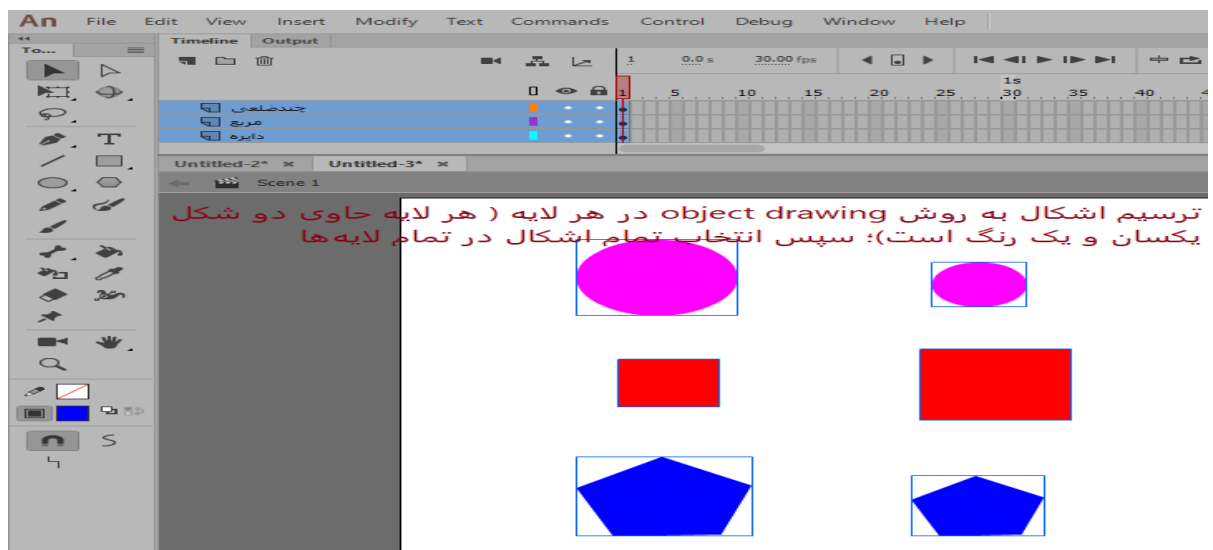 An File Edit View Insert Modify Text Commands Control Debug Window Help
To...
Timeline Output
1 0.0 s 30.00 fps
1s
1 5 10 15 20 25 30 35 40
چندضلعی
مربع
دایره
Untitled-2* × Untitled-3* ×
Scene 1
ترسیم اشکال به روش object drawing در هر لایه ( هر لایه حاوی دو شکل
یکسان و یک رنگ است)؛ سپس انتخاب تمام اشکال در تمام لایه‌ها